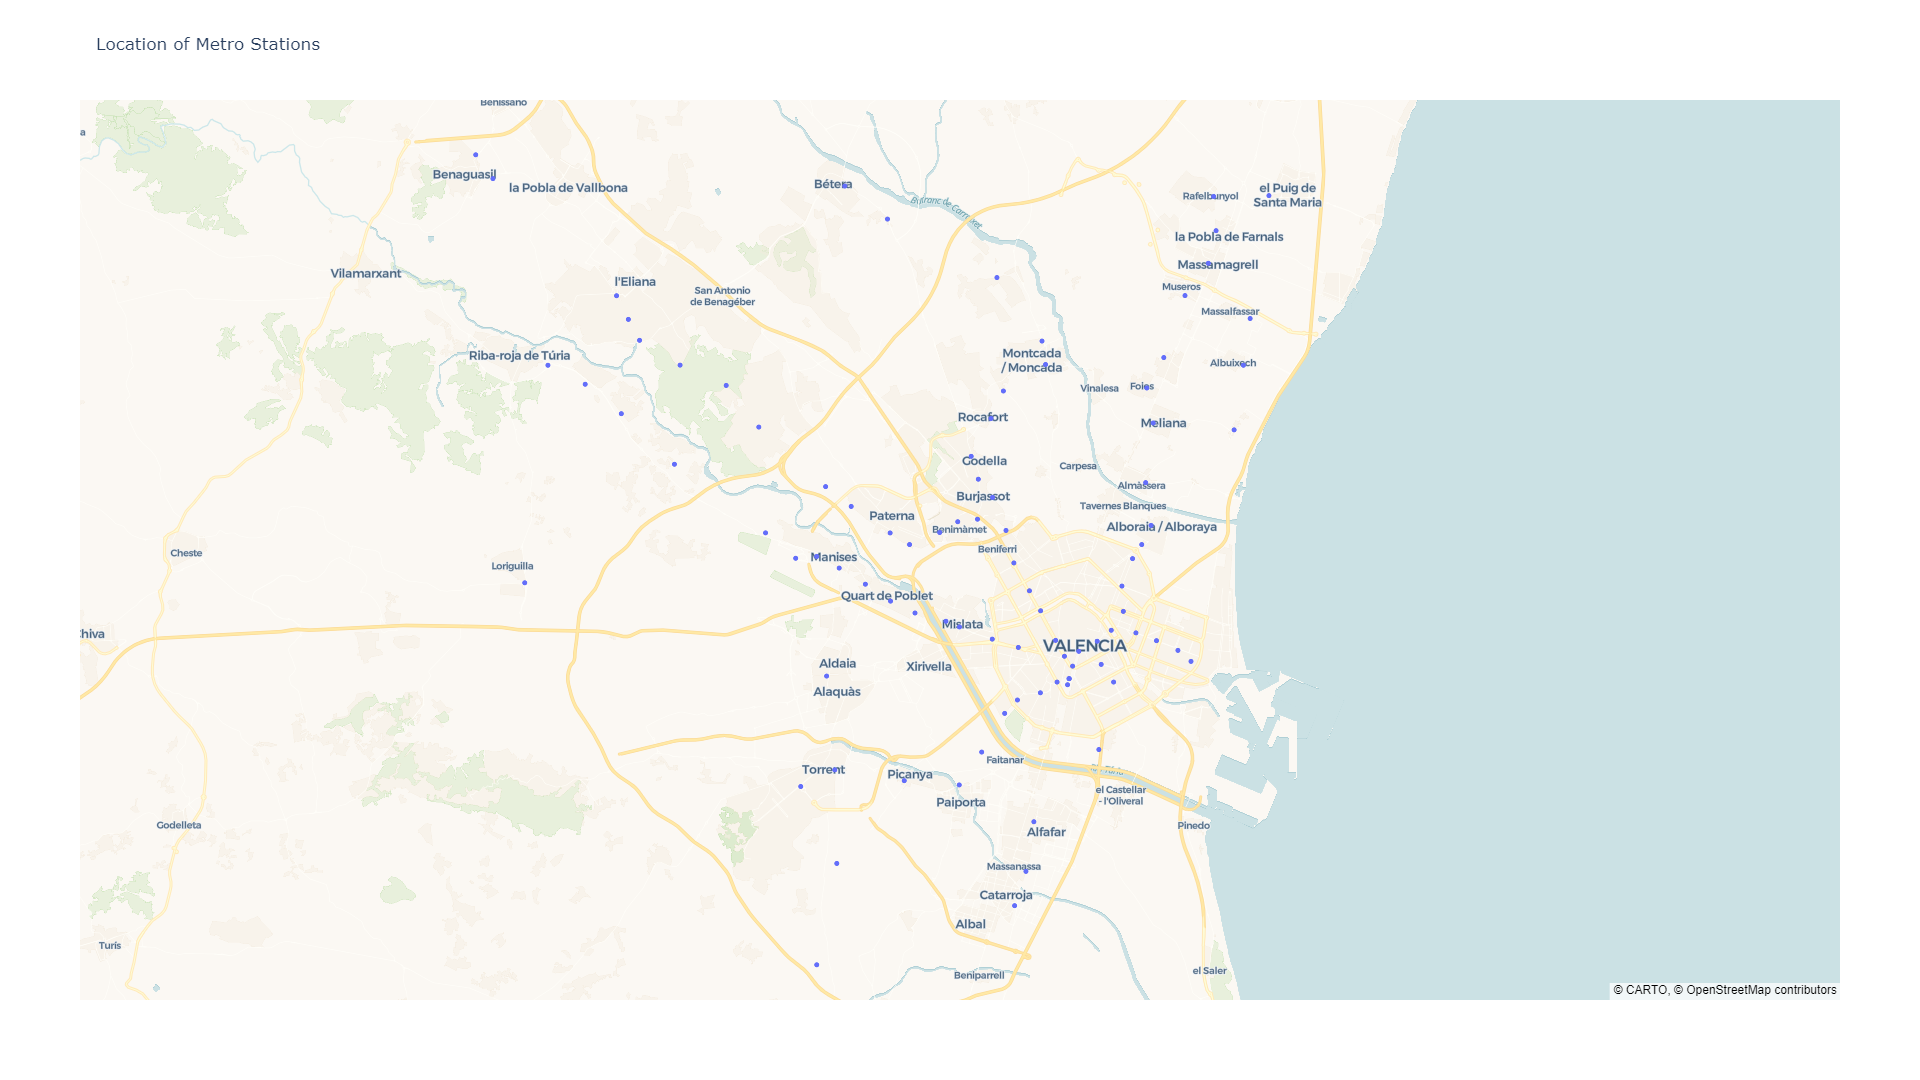 Location of Metro Stations
Benissano
a
Benaguasil
la Pobla de Vallbona
Bétera
Rafelbunyol
el Puig de
Santa Maria
la Pobla de Farnals
Massamagrell
Vilamarxant
l'Eliana
San Antonio
de Benagéber
Museros
Massalfassar
Riba-roja de Túria
Montcada
/ Moncada
Albuixech
Vinalesa
Foios
Rocafort
Meliana
Godella
Carpesa
Almàssera
Burjassot
Tavernes Blanques
Paterna
Benimàmet
Alboraia / Alboraya
Cheste
Manises
Beniferri
Loriguilla
Quart de Poblet
Mislata
Chiva
VALENCIA
Aldaia
Xirivella
Alaquàs
Torrent
Picanya
Faitanar
Paiporta
el Castellar
- l'Oliveral
Godelleta
Alfafar
Pinedo
Massanassa
Catarroja
Albal
Turís
Beniparrell
el Saler
© CARTO, © OpenStreetMap contributors